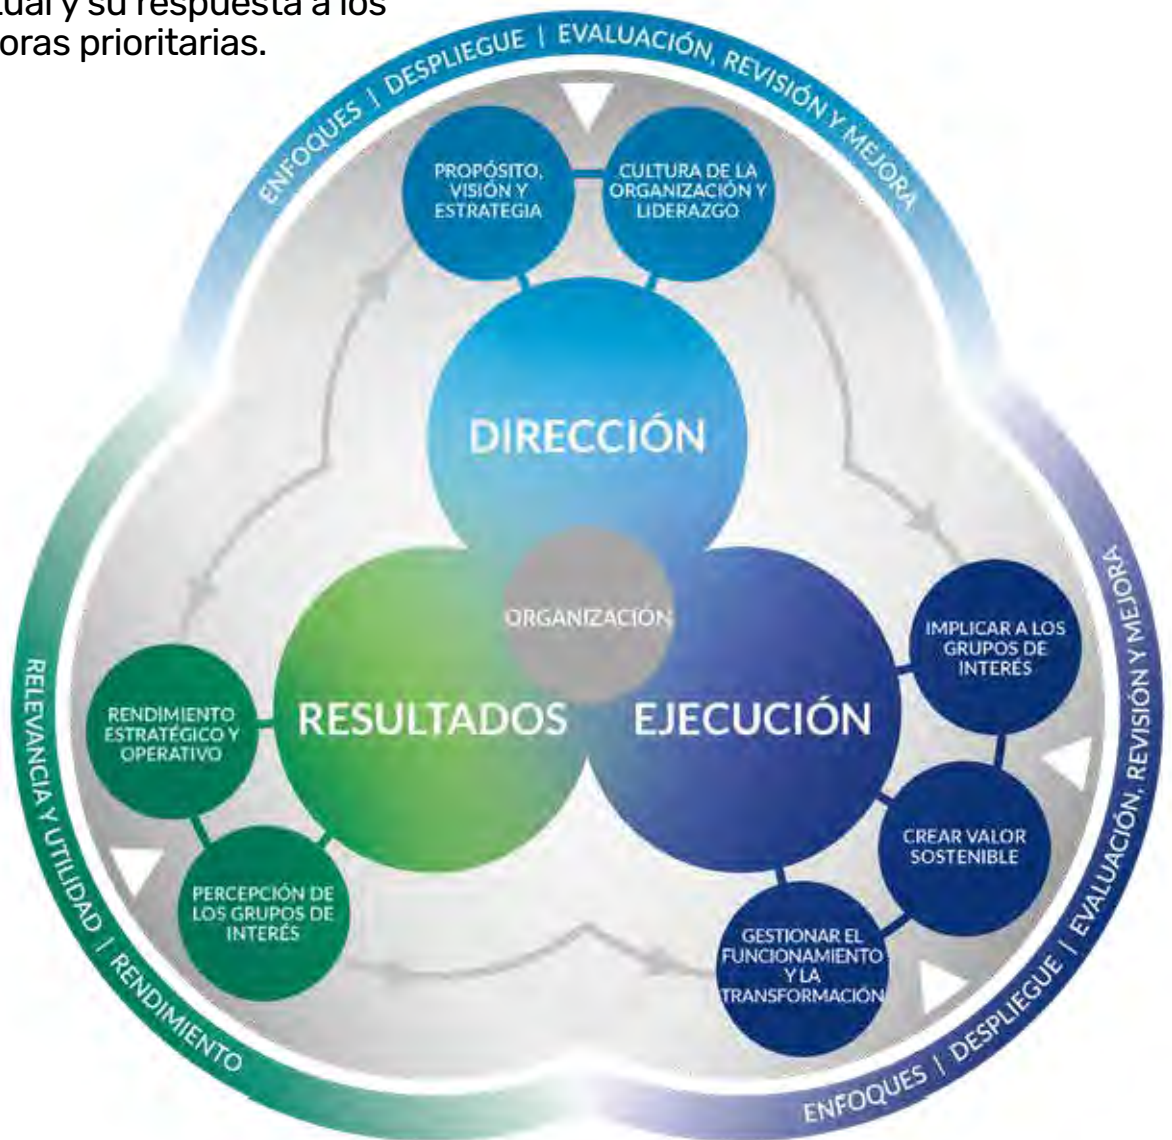 tual y su respuesta a los
oras prioritarias.
ENFOQUES | DESPLIEGUE | EVALUACIÓN, REVISIÓN Y MEJORA
PROPÓSITO,
VISIÓN Y
ESTRATEGIA
CULTURA DE LA
ORGANIZACIÓN Y
LIDERAZGO
DIRECCIÓN
ORGANIZACIÓN
RESULTADOS
EJECUCIÓN
IMPLICAR A LOS
GRUPOS DE
INTERÉS
CREAR VALOR
SOSTENIBLE
GESTIONAR EL
FUNCIONAMIENTO
Y LA
TRANSFORMACIÓN
ENFOQUES | DESPLIEGUE | EVALUACIÓN, REVISIÓN Y MEJORA
RENDIMIENTO
ESTRATÉGICO Y
OPERATIVO
PERCEPCIÓN DE
LOS GRUPOS DE
INTERÉS
RELEVANCIA Y UTILIDAD | RENDIMIENTO